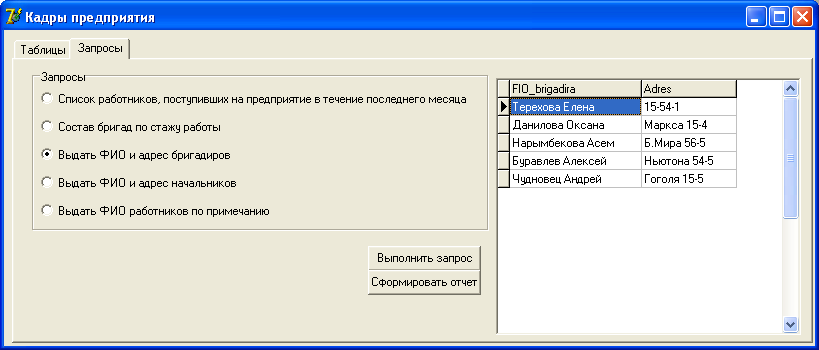 Кадры предприятия
Таблицы Запросы
Запросы
Список работников, поступивших на предприятие в течение последнего месяца
Состав бригад по стажу работы
Выдать ФИО и адрес бригадиров
Выдать ФИО и адрес начальников
Выдать ФИО работников по примечанию
Выполнить запрос
Сформировать отчет
FIO_brigadira Adres
Терехова Елена 15-54-1
Данилова Оксана Маркса 15-4
Нарымбекова Асем Б.Мира 56-5
Буравлев Алексей Ньютона 54-5
Чудновец Андрей Гоголя 15-5